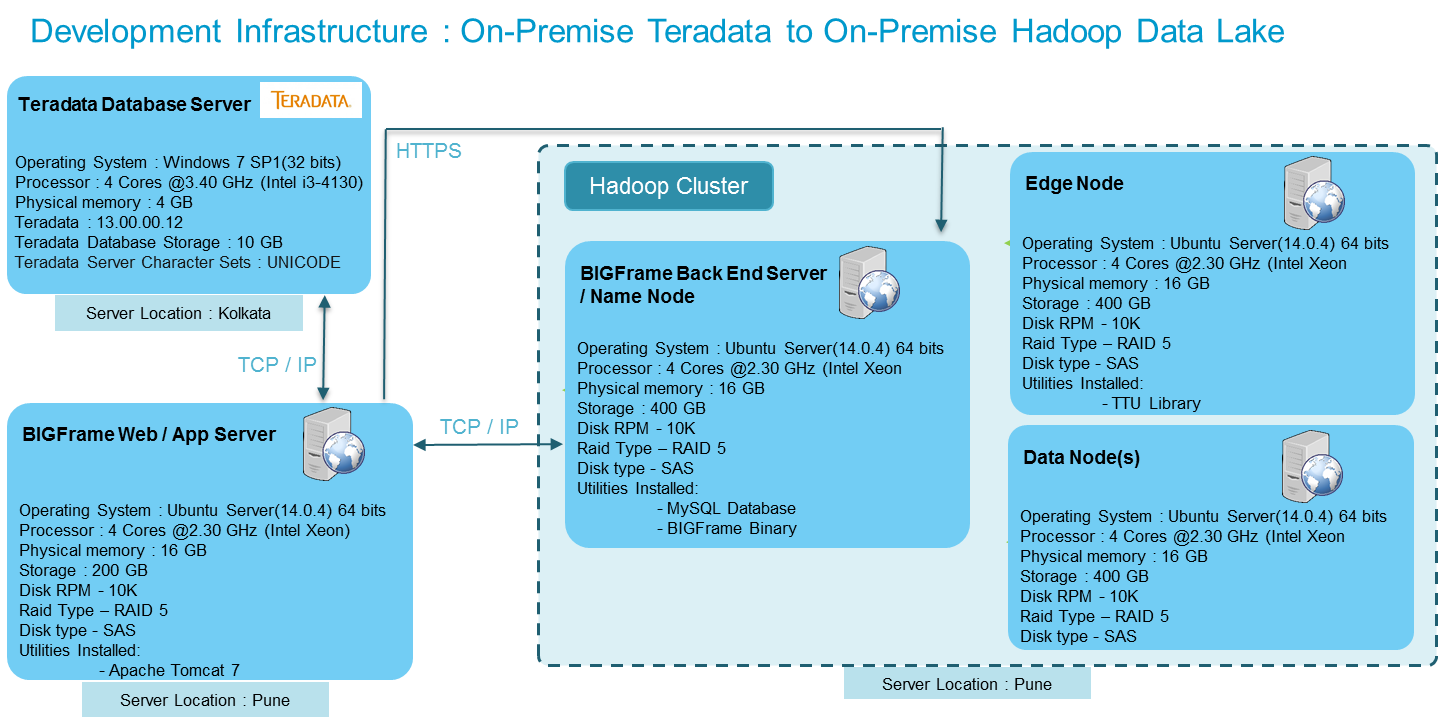 Development Infrastructure : On-Premise Teradata to On-Premise Hadoop Data Lake
Teradata Database Server
TERADATA.
Operating System : Windows 7 SP1(32 bits)
Processor : 4 Cores @3.40 GHz (Intel i3-4130)
Physical memory : 4 GB
Teradata : 13.00.00.12
Teradata Database Storage : 10 GB
Teradata Server Character Sets : UNICODE
Server Location : Kolkata
TCP / IP
HTTPS
BIGFrame Web / App Server
Operating System : Ubuntu Server(14.0.4) 64 bits
Processor : 4 Cores @2.30 GHz (Intel Xeon)
Physical memory : 16 GB
Storage : 200 GB
Disk RPM - 10K
Raid Type – RAID 5
Disk type - SAS
Utilities Installed:
- Apache Tomcat 7
Server Location : Pune
TCP / IP
Hadoop Cluster
BIGFrame Back End Server
/ Name Node
Operating System : Ubuntu Server(14.0.4) 64 bits
Processor : 4 Cores @2.30 GHz (Intel Xeon
Physical memory : 16 GB
Storage : 400 GB
Disk RPM - 10K
Raid Type – RAID 5
Disk type - SAS
Utilities Installed:
- MySQL Database
- BIGFrame Binary
Edge Node
Operating System : Ubuntu Server(14.0.4) 64 bits
Processor : 4 Cores @2.30 GHz (Intel Xeon
Physical memory : 16 GB
Storage : 400 GB
Disk RPM - 10K
Raid Type – RAID 5
Disk type - SAS
Utilities Installed:
- TTU Library
Data Node(s)
Operating System : Ubuntu Server(14.0.4) 64 bits
Processor : 4 Cores @2.30 GHz (Intel Xeon
Physical memory : 16 GB
Storage : 400 GB
Disk RPM - 10K
Raid Type – RAID 5
Disk type - SAS
Server Location : Pune